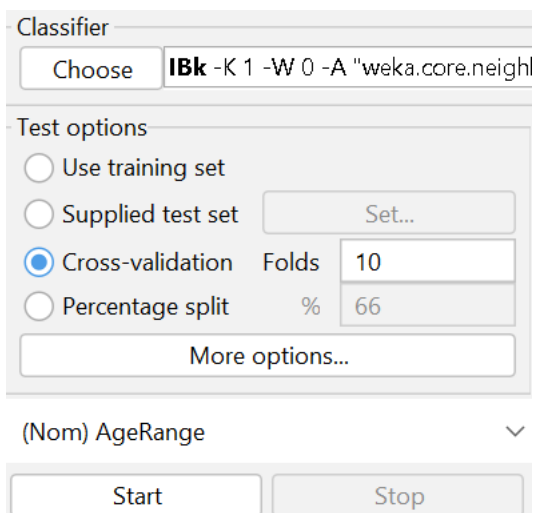 Classifier
Choose IBk -K 1 -W 0 -A "weka.core.neigh
Test options
Use training set
Supplied test set Set...
Cross-validation Folds 10
Percentage split % 66
More options...
(Nom) AgeRange
Start Stop